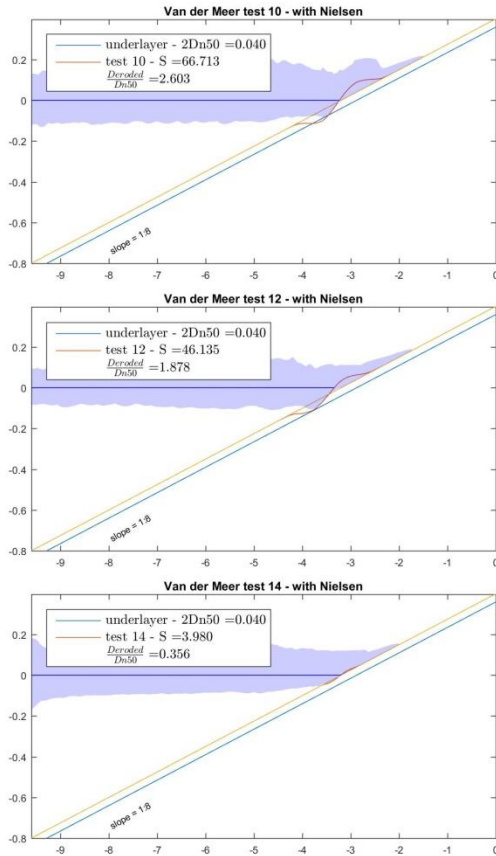 Van der Meer test 10 - with Nielsen
underlayer - 2Dn50 =0.040
test 10 - S =66.713
Deroded
Dn50 =2.603
0.4
0.2
0
-0.2
-0.4
-0.6
-0.8
slope = 1:8
-9 -8 -7 -6 -5 -4 -3 -2 -1 0
Van der Meer test 12 - with Nielsen
underlayer - 2Dn50 =0.040
test 12 - S =46.135
Deroded
Dn50 =1.878
0.4
0.2
0
-0.2
-0.4
-0.6
-0.8
slope = 1:8
-9 -8 -7 -6 -5 -4 -3 -2 -1 0
Van der Meer test 14 - with Nielsen
underlayer - 2Dn50 =0.040
test 14 - S =3.980
Deroded
Dn50 =0.356
0.4
0.2
0
-0.2
-0.4
-0.6
-0.8
slope = 1:8
-9 -8 -7 -6 -5 -4 -3 -2 -1 0